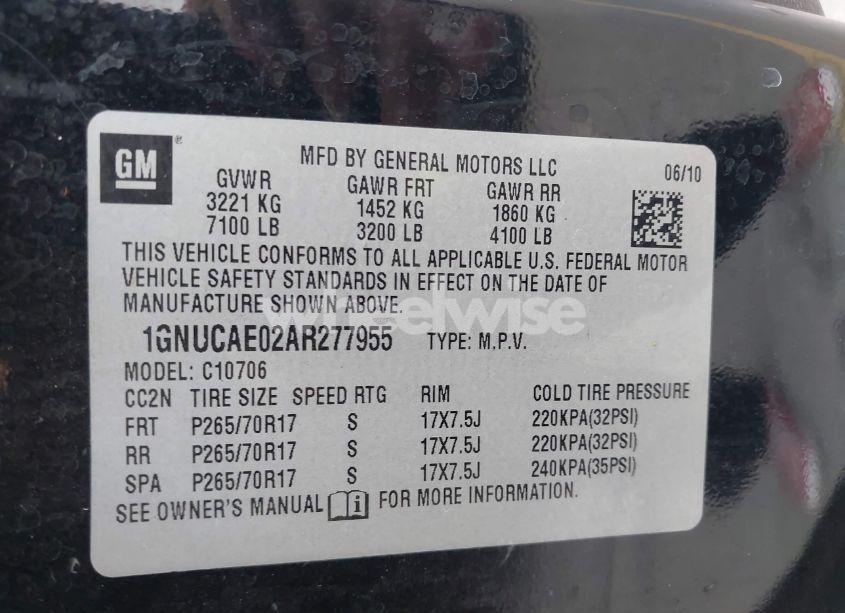 GM®
MFD BY GENERAL MOTORS LLC 06/10
GVWR GAWR FRT GAWR RR
3221 KG 1452 KG 1860 KG
7100 LB 3200 LB 4100 LB
THIS VEHICLE CONFORMS TO ALL APPLICABLE U.S. FEDERAL MOTOR
VEHICLE SAFETY STANDARDS IN EFFECT ON THE DATE OF
MANUFACTURE SHOWN ABOVE.
wheelwise
1GNUCAE02AR277955 TYPE: M.P.V.
MODEL: C10706
CC2N TIRE SIZE SPEED RTG RIM COLD TIRE PRESSURE
FRT P265/70R17 S 17X7.5J 220KPA(32PSI)
RR P265/70R17 S 17X7.5J 220KPA(32PSI)
SPA P265/70R17 S 17X7.5J 240KPA(35PSI)
SEE OWNER'S MANUAL FOR MORE INFORMATION.